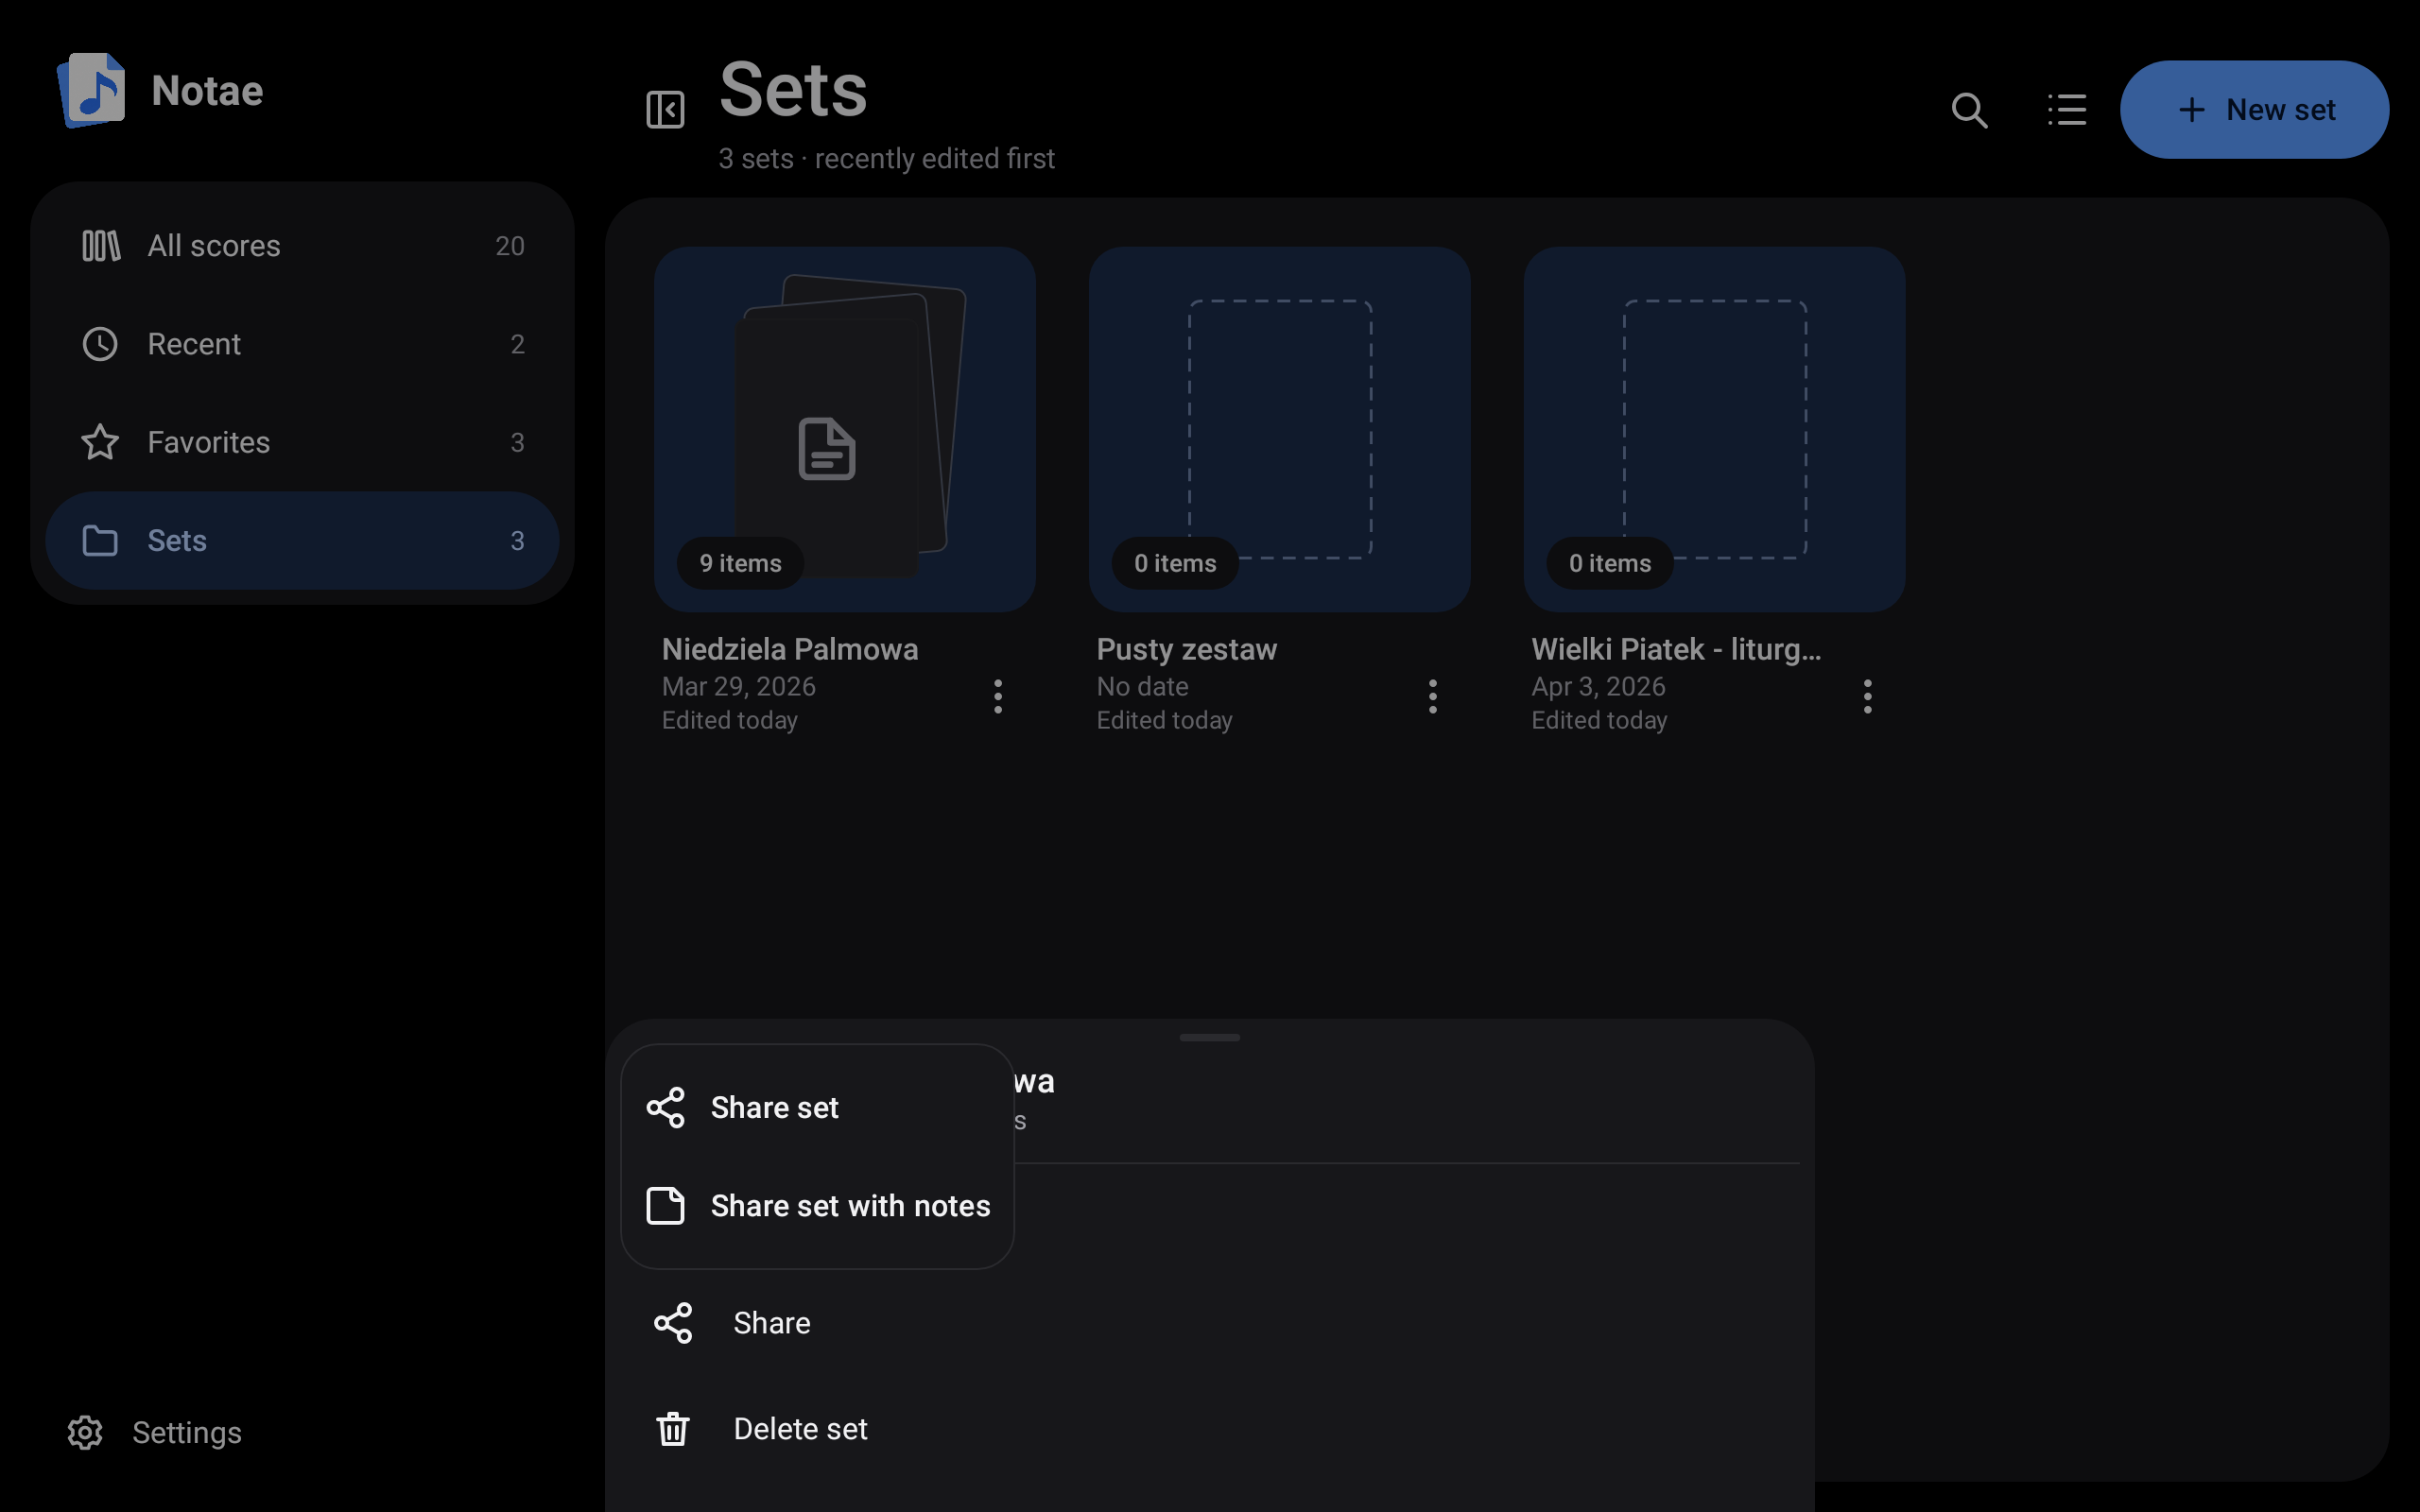 Notae
All scores 20
Recent 2
Favorites 3
Sets 3
Settings
Sets
3 sets · recently edited first
New set
9 items
Niedziela Palmowa
Mar 29, 2026
Edited today
0 items
Pusty zestaw
No date
Edited today
0 items
Wielki Piatek - liturg...
Apr 3, 2026
Edited today
wa
s
Share set
Share set with notes
Share
Delete set